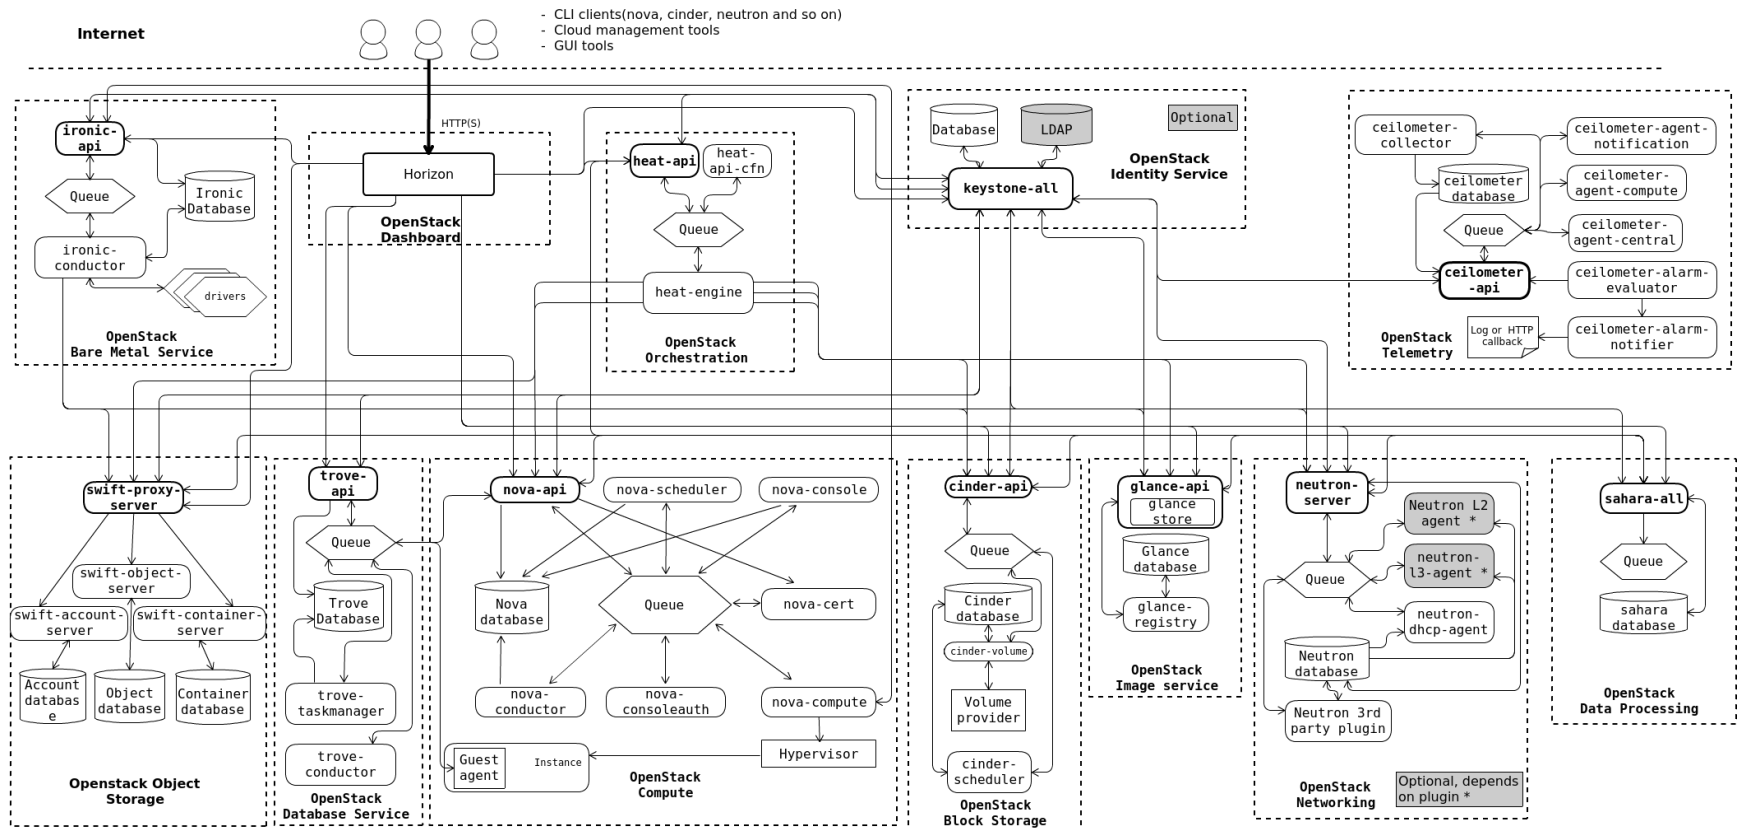 Internet
- CLI clients(nova, cinder, neutron and so on)
- Cloud management tools
- GUI tools
HTTP(S)
ironic-
api
Queue
Ironic
Database
ironic-
conductor
drivers
OpenStack
Bare Metal Service
Horizon
OpenStack
Dashboard
heat-api
heat-
api-cfn
Queue
heat-engine
OpenStack
Orchestration
Database
LDAP
Optional
keystone-all
OpenStack
Identity Service
ceilometer-
collector
ceilometer-agent-
notification
ceilometer
database
ceilometer-
agent-compute
Queue
ceilometer-
agent-central
ceilometer
-api
ceilometer-alarm-
evaluator
Log or HTTP
callback
ceilometer-alarm-
notifier
OpenStack
Telemetry
swift-proxy-
server
swift-object-
server
swift-account-
server
swift-container-
server
Account
databas
e
Object
database
Container
database
Openstack Object
Storage
trove-
api
Queue
Trove
Database
trove-
taskmanager
trove-
conductor
OpenStack
Database Service
nova-api
nova-scheduler
nova-console
Nova
database
Queue
nova-cert
nova-
conductor
nova-
consoleauth
nova-compute
Hypervisor
Guest
agent
Instance
OpenStack
Compute
cinder-api
Queue
Cinder
database
cinder-volume
Volume
provider
cinder-
scheduler
OpenStack
Block Storage
glance-api
glance
store
Glance
database
glance-
registry
OpenStack
Image service
neutron-
server
Neutron L2
agent *
neutron-
l3-agent *
Queue
neutron-
dhcp-agent
Neutron
database
Neutron 3rd
party plugin
OpenStack
Networking
Optional, depends
on plugin *
sahara-all
Queue
sahara
database
OpenStack
Data Processing